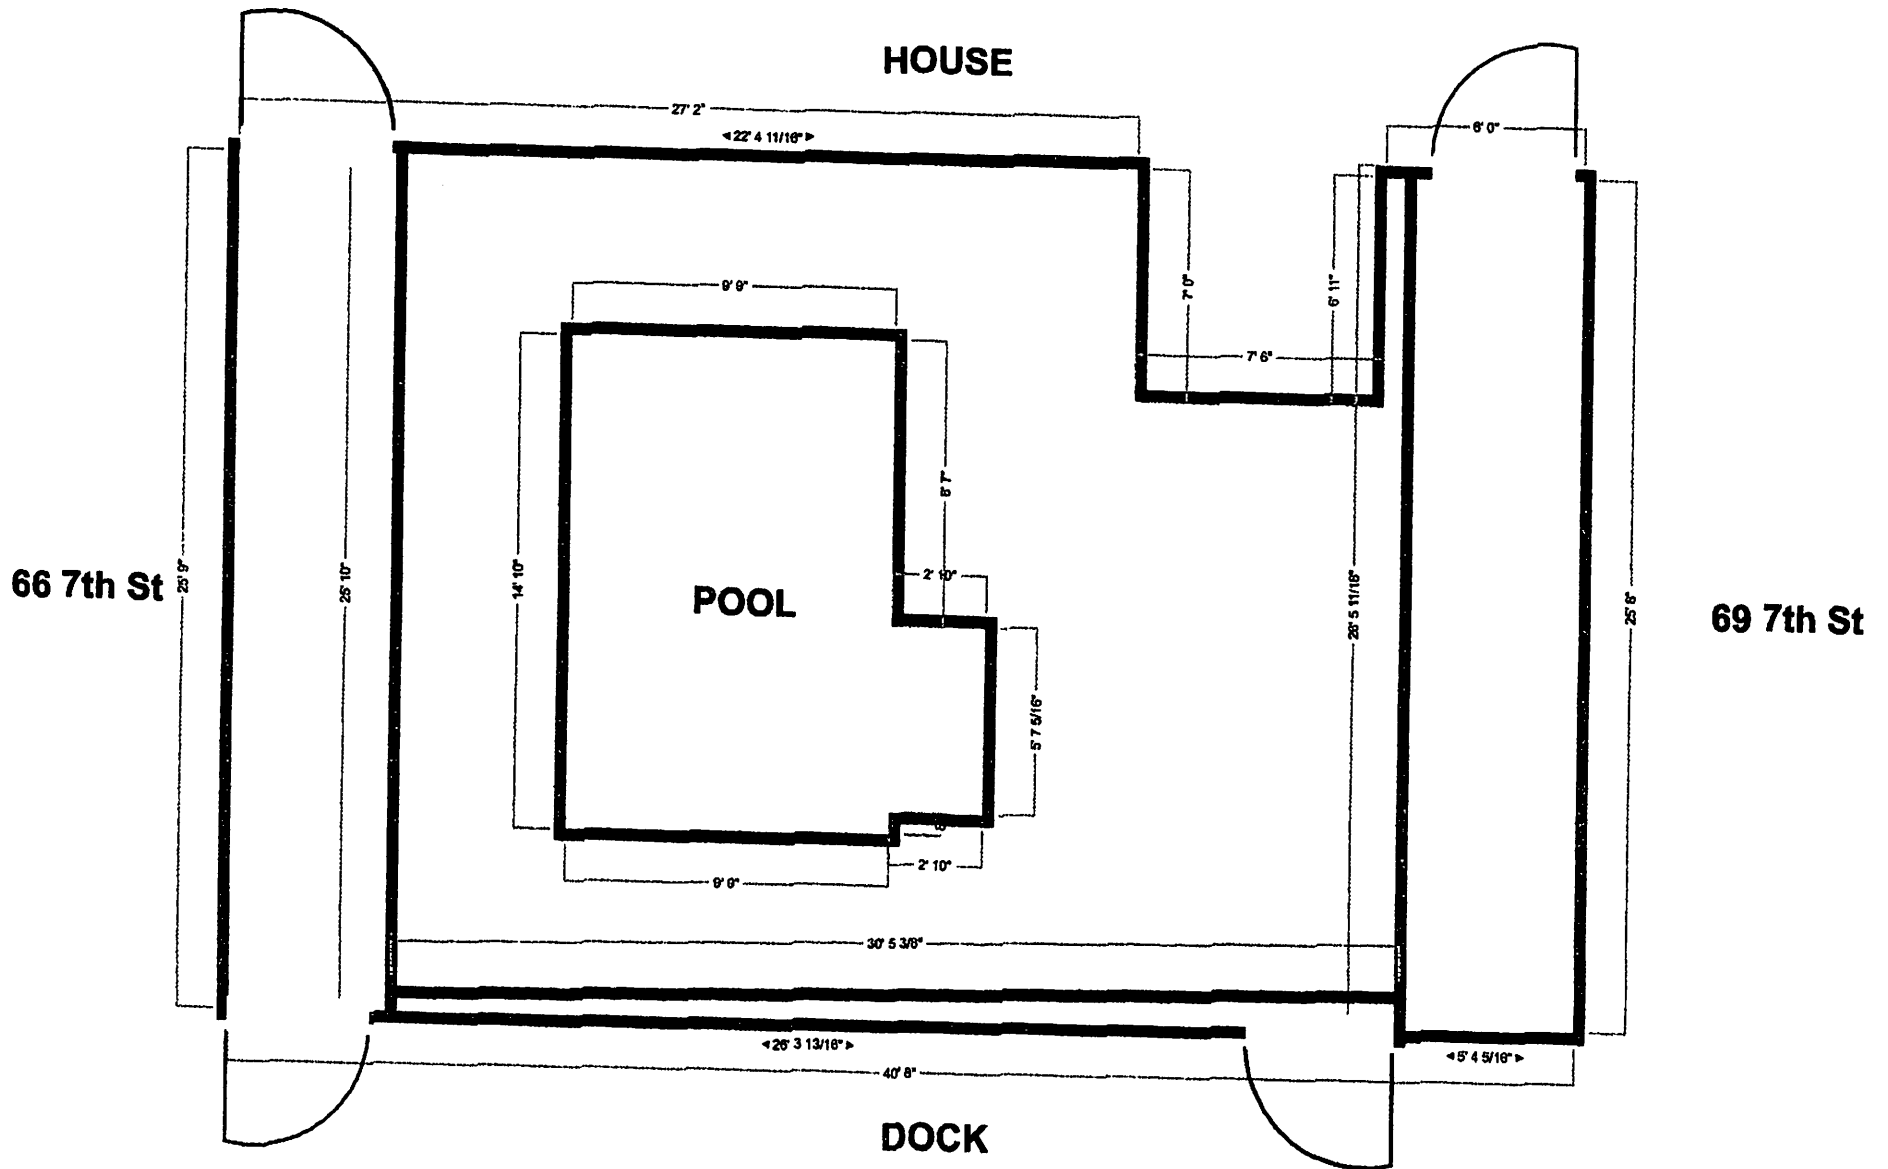 HOUSE
27' 2"
◄22' 4 11/16"►
6' 0"
9' 9"
7' 0"
6' 11"
7' 6"
8' 7"
25' 9"
25' 10"
14' 10"
2' 10"
66 7th St
POOL
26' 5 11/16"
25' 8"
69 7th St
5' 7 5/16"
2' 10"
9' 9"
30' 5 3/8"
◄26' 3 13/16"►
◄5' 4 5/16"►
40' 8"
DOCK